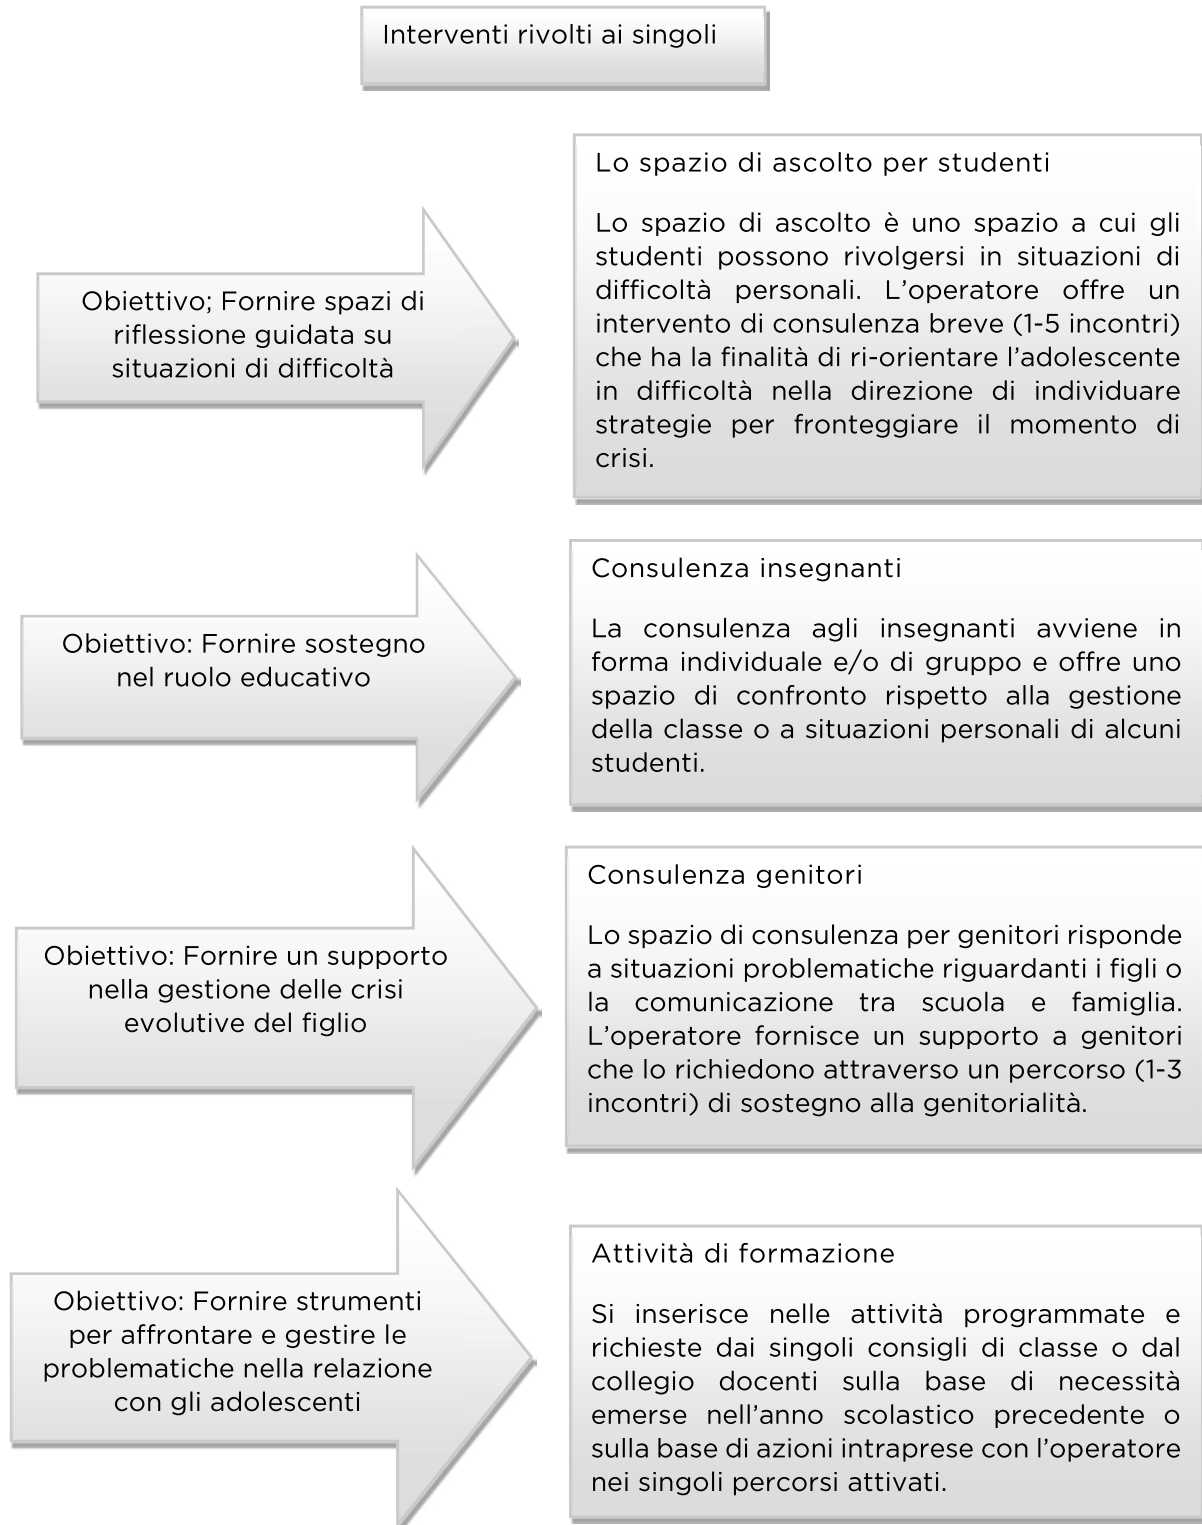 Interventi rivolti ai singoli
Obiettivo; Fornire spazi di
riflessione guidata su
situazioni di difficoltà
Lo spazio di ascolto per studenti
Lo spazio di ascolto è uno spazio a cui gli
studenti possono rivolgersi in situazioni di
difficoltà personali. L’operatore offre un
intervento di consulenza breve (1-5 incontri)
che ha la finalità di ri-orientare l’adolescente
in difficoltà nella direzione di individuare
strategie per fronteggiare il momento di
crisi.
Obiettivo: Fornire sostegno
nel ruolo educativo
Consulenza insegnanti
La consulenza agli insegnanti avviene in
forma individuale e/o di gruppo e offre uno
spazio di confronto rispetto alla gestione
della classe o a situazioni personali di alcuni
studenti.
Obiettivo: Fornire un supporto
nella gestione delle crisi
evolutive del figlio
Consulenza genitori
Lo spazio di consulenza per genitori risponde
a situazioni problematiche riguardanti i figli o
la comunicazione tra scuola e famiglia.
L’operatore fornisce un supporto a genitori
che lo richiedono attraverso un percorso (1-3
incontri) di sostegno alla genitorialità.
Obiettivo: Fornire strumenti
per affrontare e gestire le
problematiche nella relazione
con gli adolescenti
Attività di formazione
Si inserisce nelle attività programmate e
richieste dai singoli consigli di classe o dal
collegio docenti sulla base di necessità
emerse nell’anno scolastico precedente o
sulla base di azioni intraprese con l’operatore
nei singoli percorsi attivati.